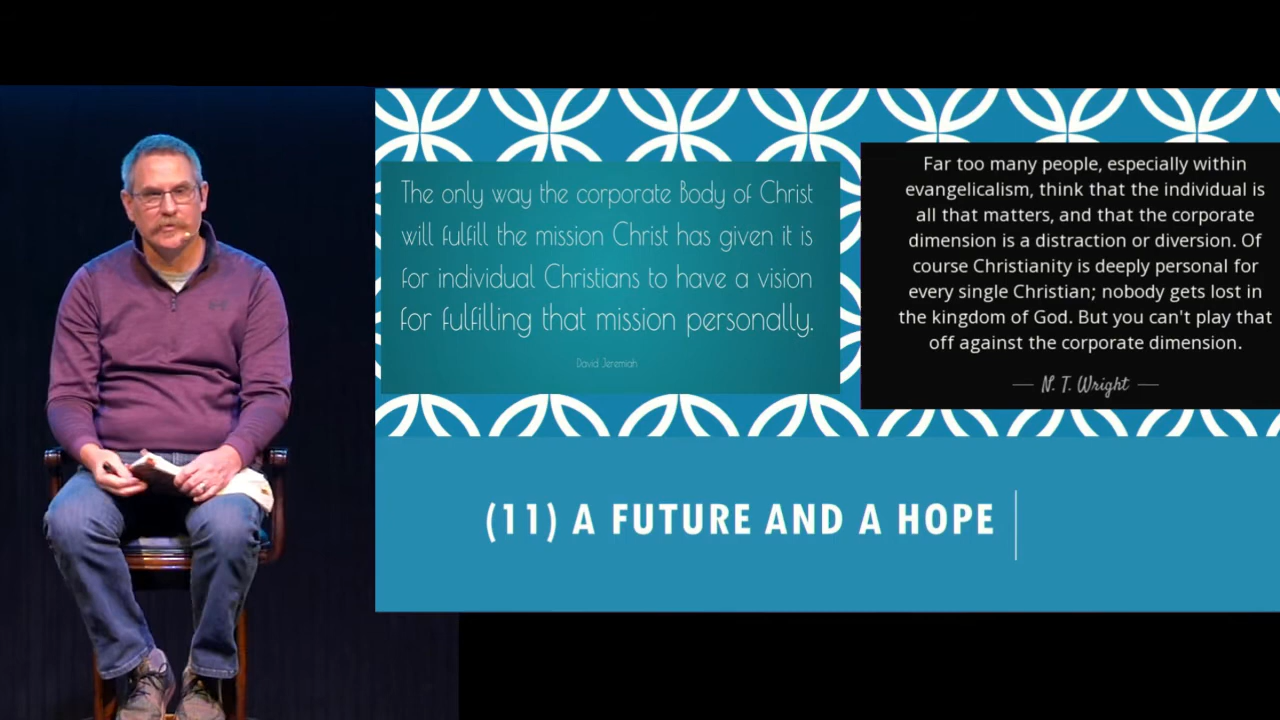 The only way the corporate Body of Christ
will fulfill the mission Christ has given it is
for individual Christians to have a vision
for fulfilling that mission personally.
David Jeremiah
Far too many people, especially within
evangelicalism, think that the individual is
all that matters, and that the corporate
dimension is a distraction or diversion. Of
course Christianity is deeply personal for
every single Christian; nobody gets lost in
the kingdom of God. But you can't play that
off against the corporate dimension.
— N. T. Wright —
(11) A FUTURE AND A HOPE